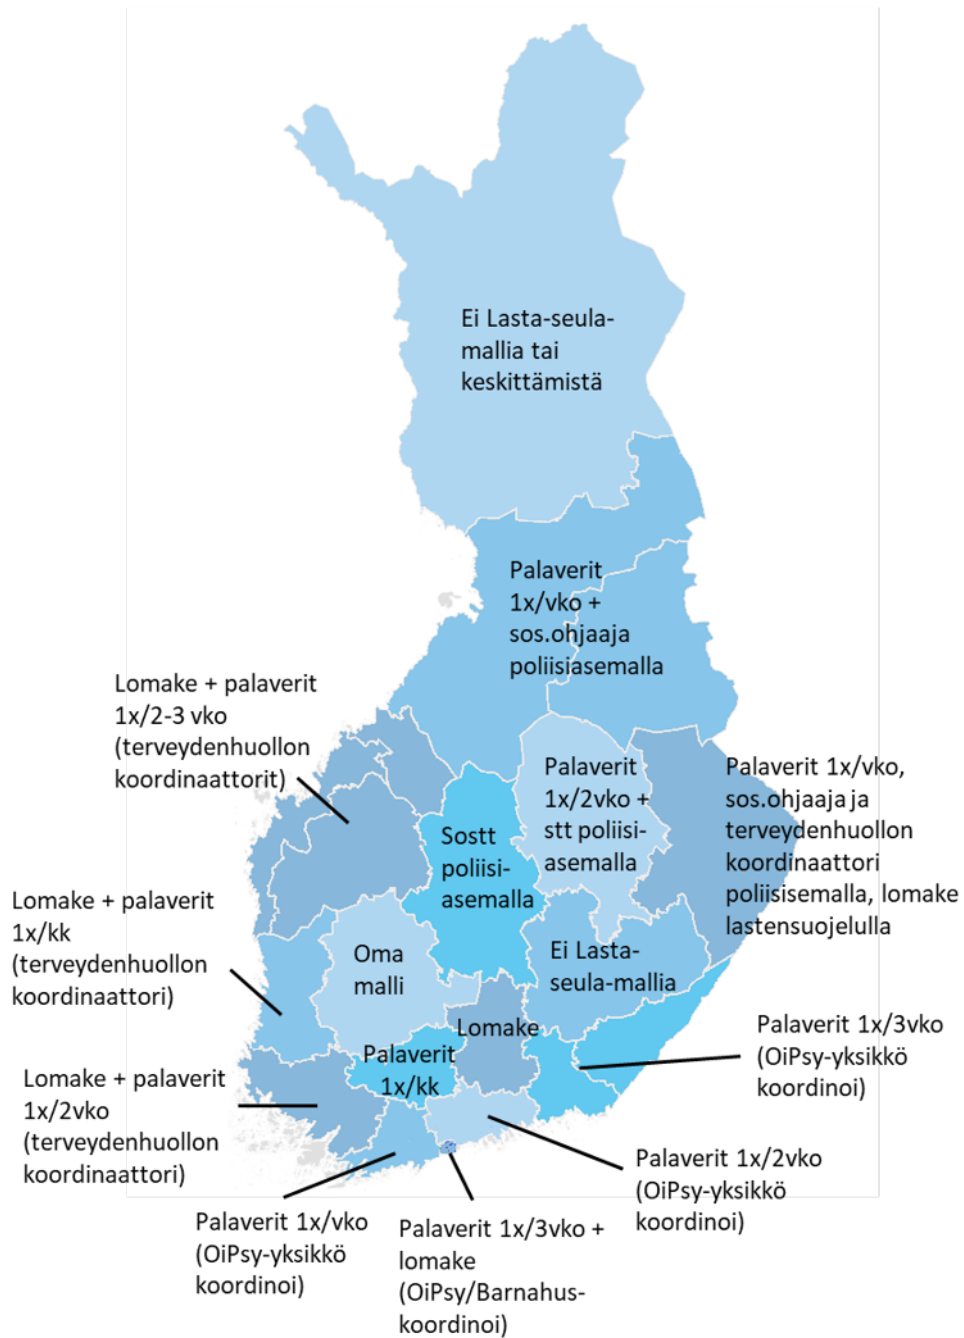 Ei Lasta-seula-
mallia tai
keskittämistä
Palaverit
1x/vko +
sos.ohjaaja
poliisiasemalla
Lomake + palaverit
1x/2-3 vko
(terveydenhuollon
koordinaattorit)
Palaverit
1x/2vko +
stt poliisi-
asemalla
Palaverit 1x/vko,
sos.ohjaaja ja
terveydenhuollon
koordinaattori
poliisisemalla, lomake
lastensuojelulla
Sostt
poliisi-
asemalla
Lomake + palaverit
1x/kk
(terveydenhuollon
koordinaattori)
Oma
malli
Ei Lasta-
seula-mallia
Lomake
Palaverit
1x/kk
Palaverit 1x/3vko
(OiPsy-yksikkö
koordinoi)
Lomake + palaverit
1x/2vko
(terveydenhuollon
koordinaattori)
Palaverit 1x/2vko
(OiPsy-yksikkö
koordinoi)
Palaverit 1x/vko
(OiPsy-yksikkö
koordinoi)
Palaverit 1x/3vko +
lomake
(OiPsy/Barnahus-
koordinoi)